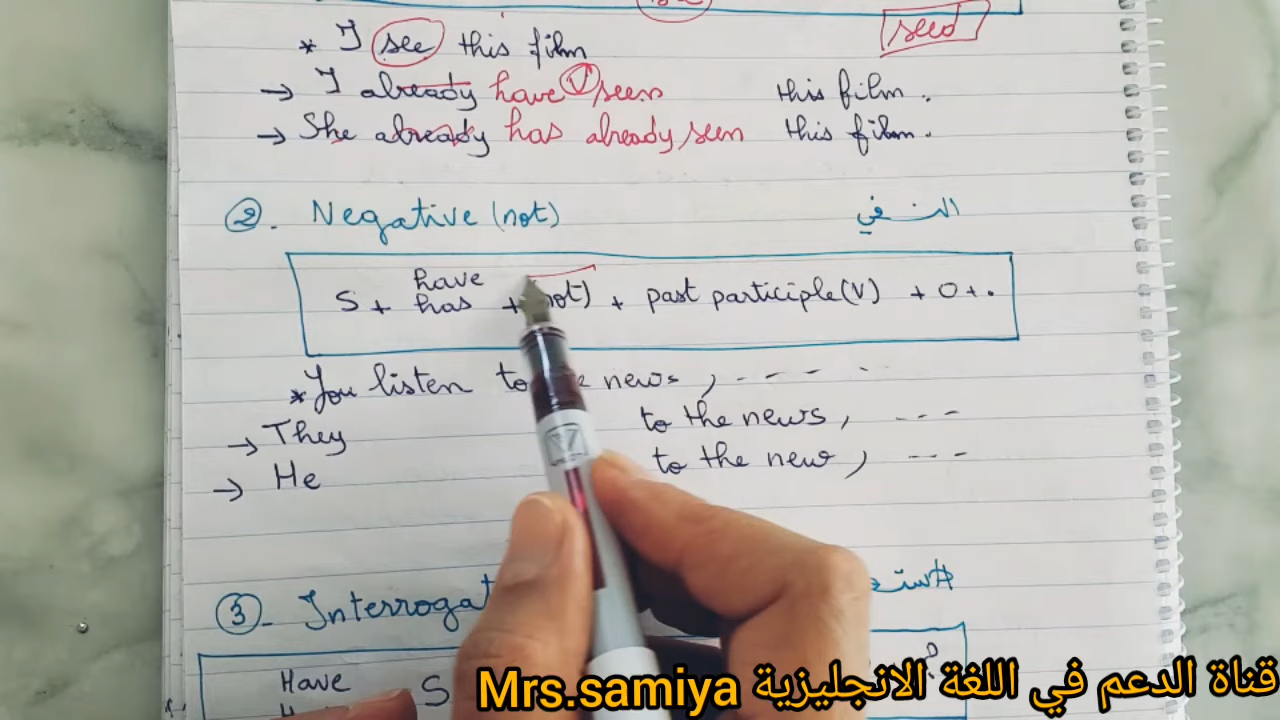 * I see this film seed
→ I already have V seen this film.
→ She already has already seen this film.
2. Negative (not) النفي
S + have has + not) + past participle (V) + O + .
* You listen to news, - - - - -
→ They to the news, - - -
→ He to the new, - - -
3 - Interrogat
Have S ?
Mrs.samiya قناة الدعم في اللغة الانجليزية